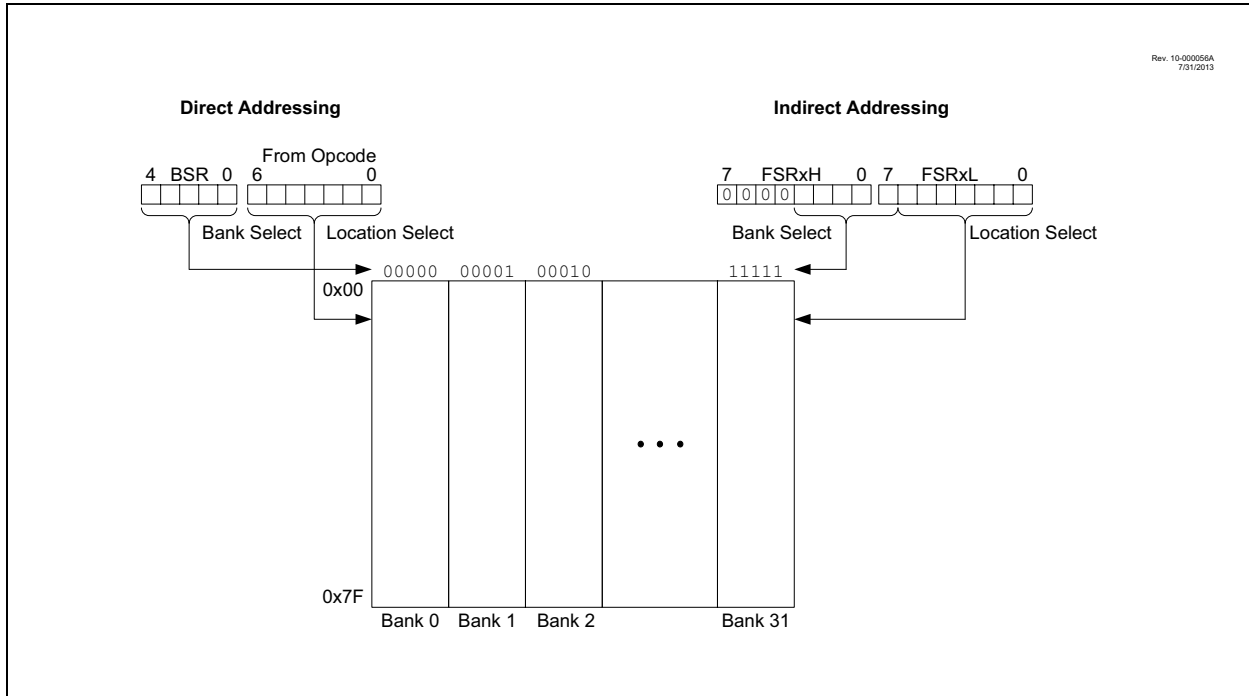 Rev. 10-000056A
7/31/2013
Direct Addressing
Indirect Addressing
From Opcode
4 BSR 0 6 0
7 FSRxH 0 7 FSRxL 0
0 0 0 0
Bank Select Location Select
Bank Select Location Select
00000 00001 00010 11111
0x00
0x7F
Bank 0 Bank 1 Bank 2 Bank 31